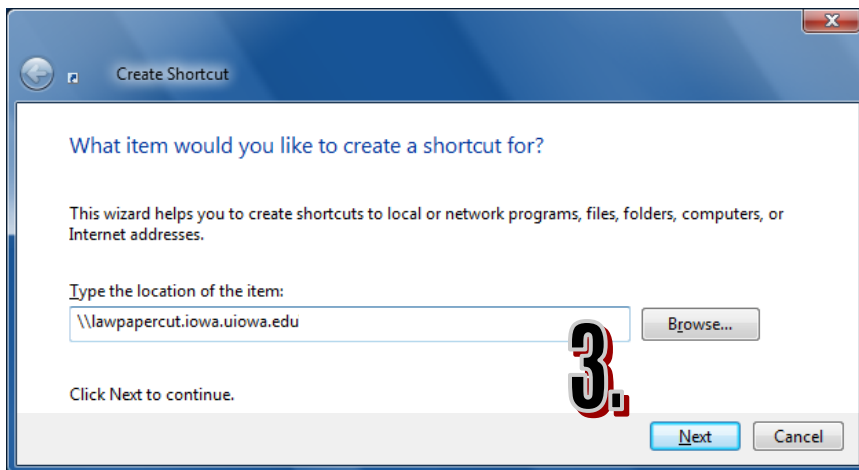 Create Shortcut
What item would you like to create a shortcut for?
This wizard helps you to create shortcuts to local or network programs, files, folders, computers, or
Internet addresses.
Type the location of the item:
\\lawpapercut.iowa.uiowa.edu
Browse...
3.
Click Next to continue.
Next
Cancel